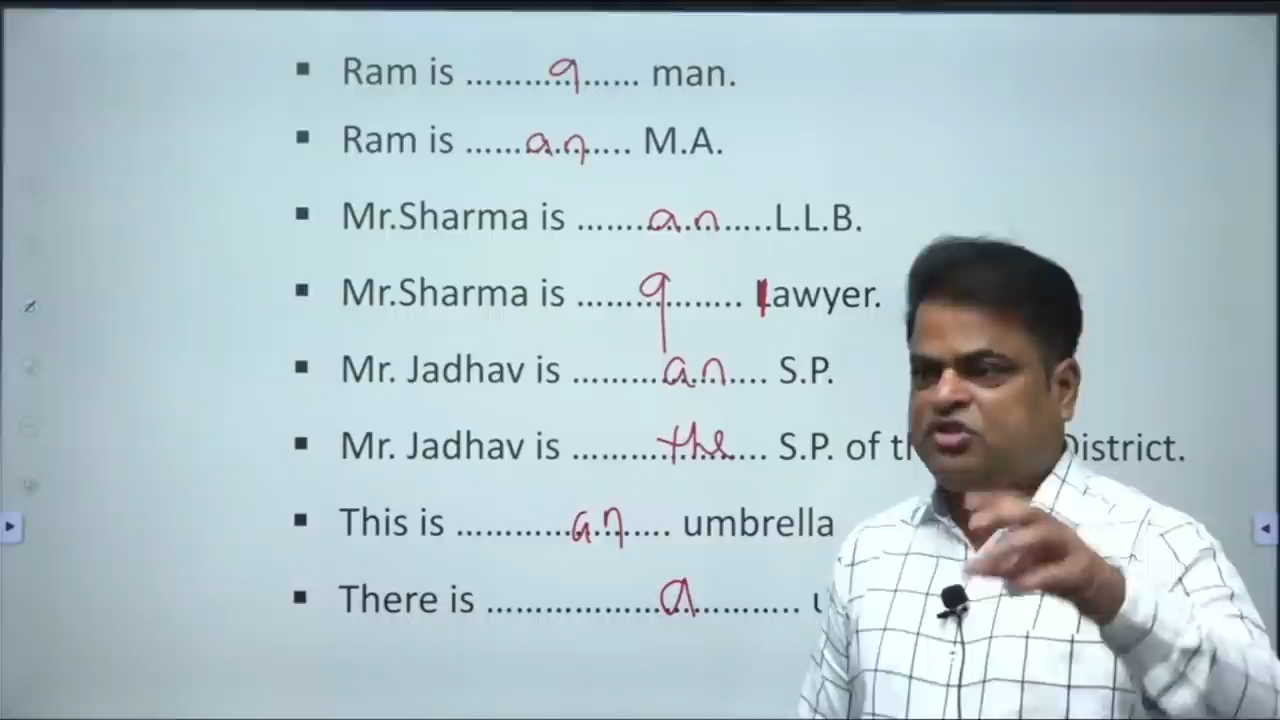 Ram is ............a...... man.
Ram is ......an...... M.A.
Mr.Sharma is .......an......L.L.B.
Mr.Sharma is .......a........ Lawyer.
Mr. Jadhav is .........an.... S.P.
Mr. Jadhav is .........the.... S.P. of District.
This is ............an.... umbrella
There is ..................a............